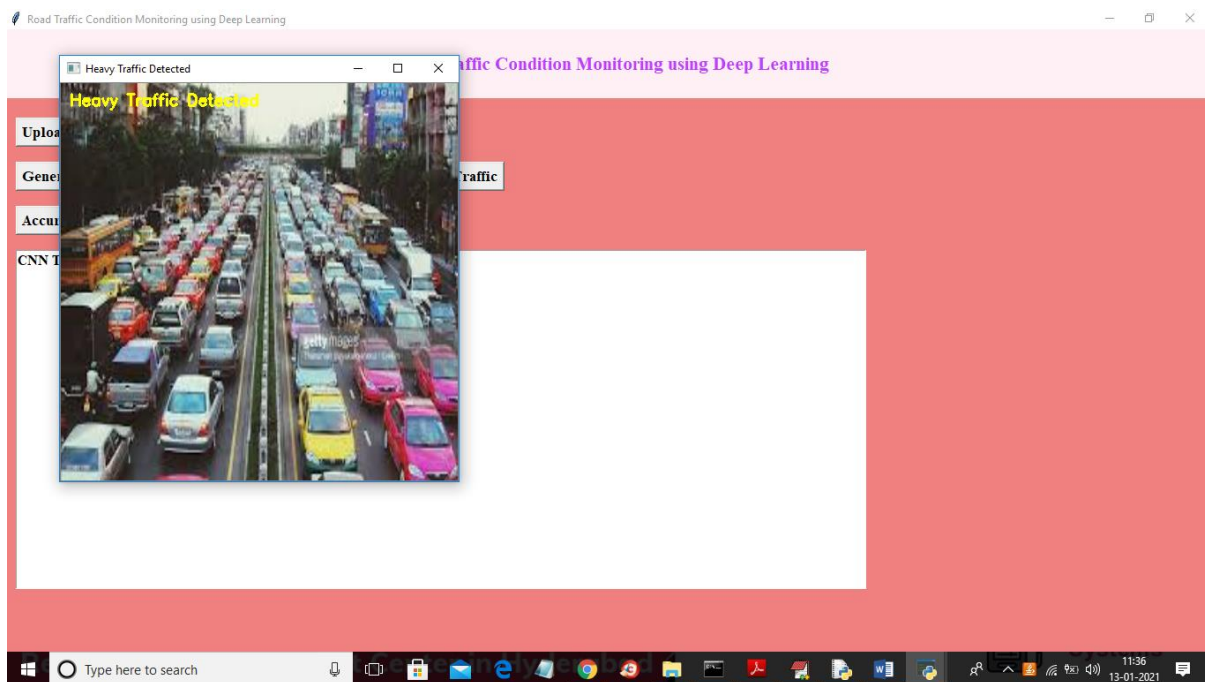 Road Traffic Condition Monitoring using Deep Learning
Heavy Traffic Detected
affic Condition Monitoring using Deep Learning
Heavy Traffic Detected
Uploa
Gener
raffic
Accur
CNN T
gettyimages
Type here to search
11:36
13-01-2021